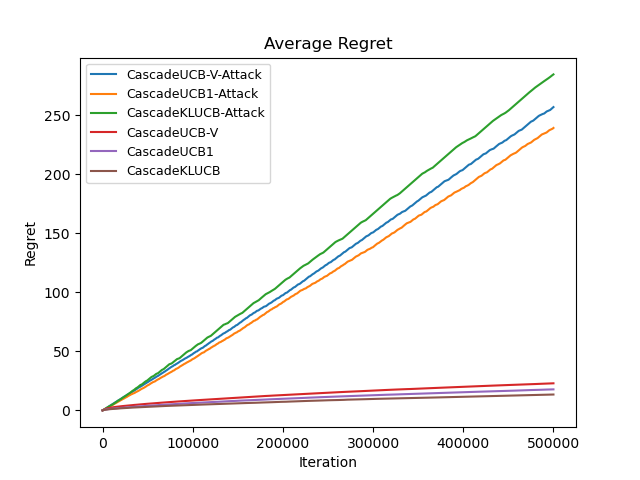 Average Regret
CascadeUCB-V-Attack
CascadeUCB1-Attack
CascadeKLUCB-Attack
CascadeUCB-V
CascadeUCB1
CascadeKLUCB
Regret
250
200
150
100
50
0
0 100000 200000 300000 400000 500000
Iteration